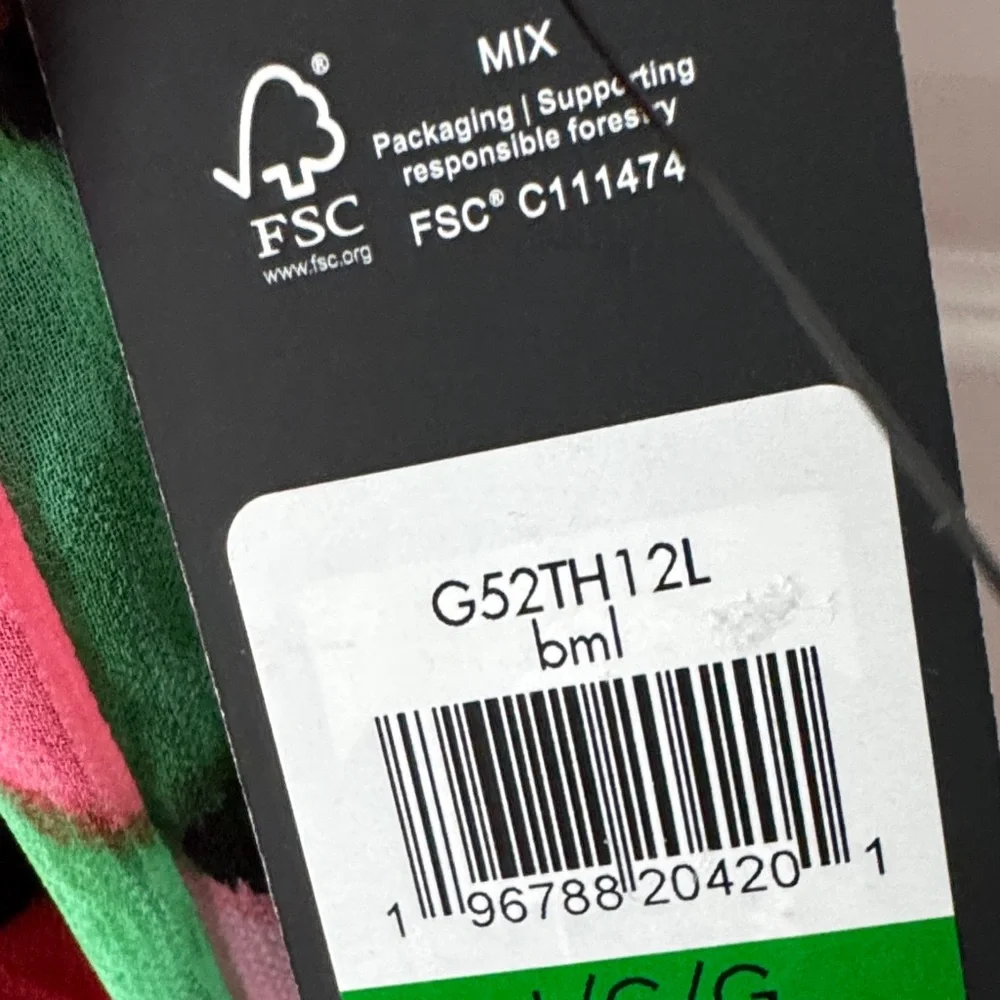 ®
MIX
Packaging | Supporting
responsible forestry
FSC® C111474
FSC
www.fsc.org
G52TH12L
bml
1 96788 20420 1